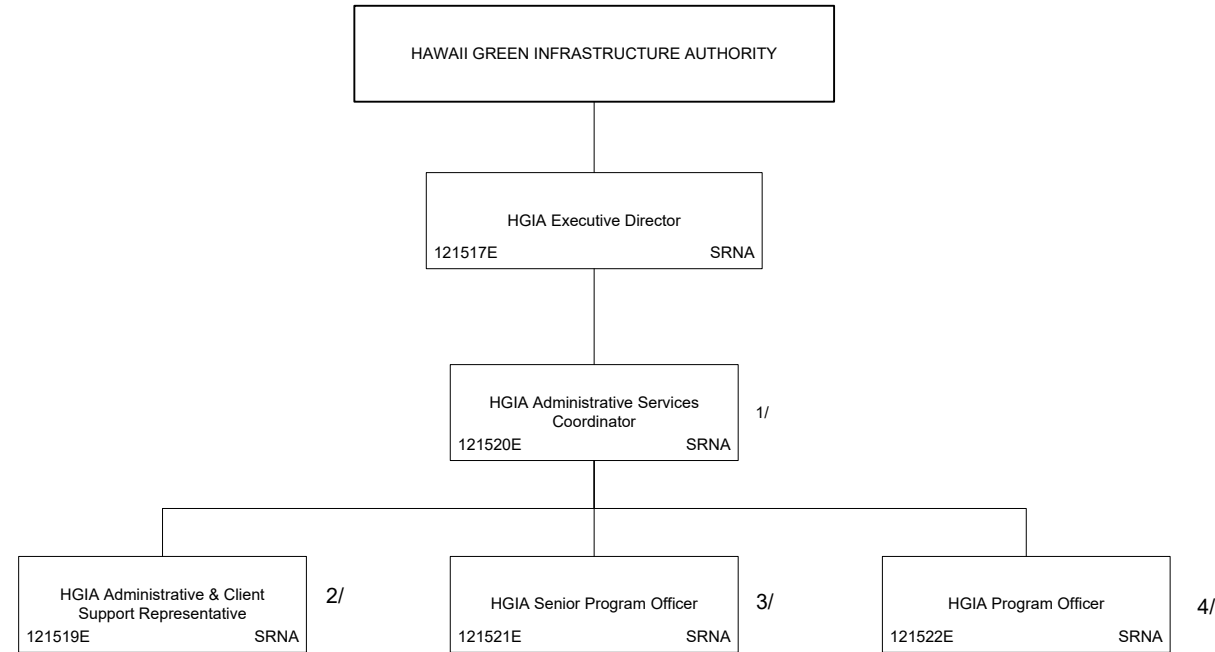 HAWAII GREEN INFRASTRUCTURE AUTHORITY
HGIA Executive Director
121517E SRNA
HGIA Administrative Services
Coordinator
121520E SRNA
1/
HGIA Administrative & Client
Support Representative
121519E SRNA
2/
HGIA Senior Program Officer
121521E SRNA
3/
HGIA Program Officer
121522E SRNA
4/